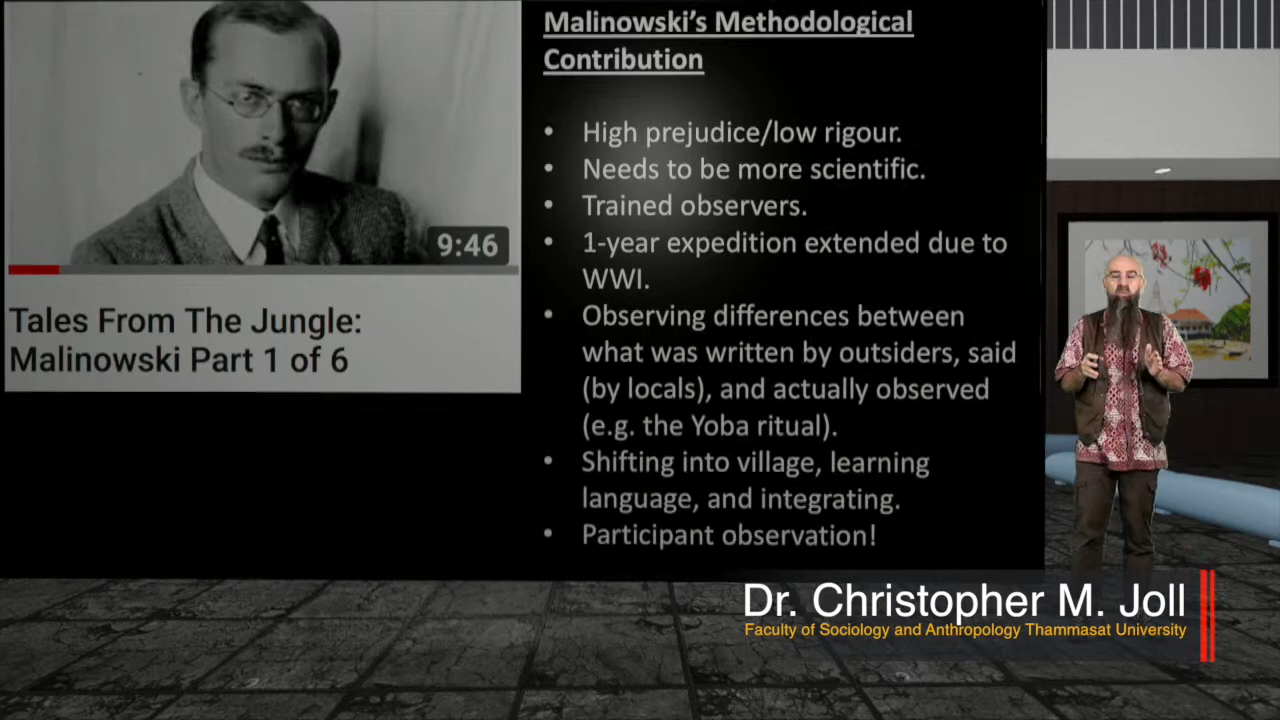 9:46
Tales From The Jungle:
Malinowski Part 1 of 6
Malinowski's Methodological
Contribution
• High prejudice/low rigour.
• Needs to be more scientific.
• Trained observers.
• 1-year expedition extended due to
WWI.
• Observing differences between
what was written by outsiders, said
(by locals), and actually observed
(e.g. the Yoba ritual).
• Shifting into village, learning
language, and integrating.
• Participant observation!
Dr. Christopher M. Joll
Faculty of Sociology and Anthropology Thammasat University